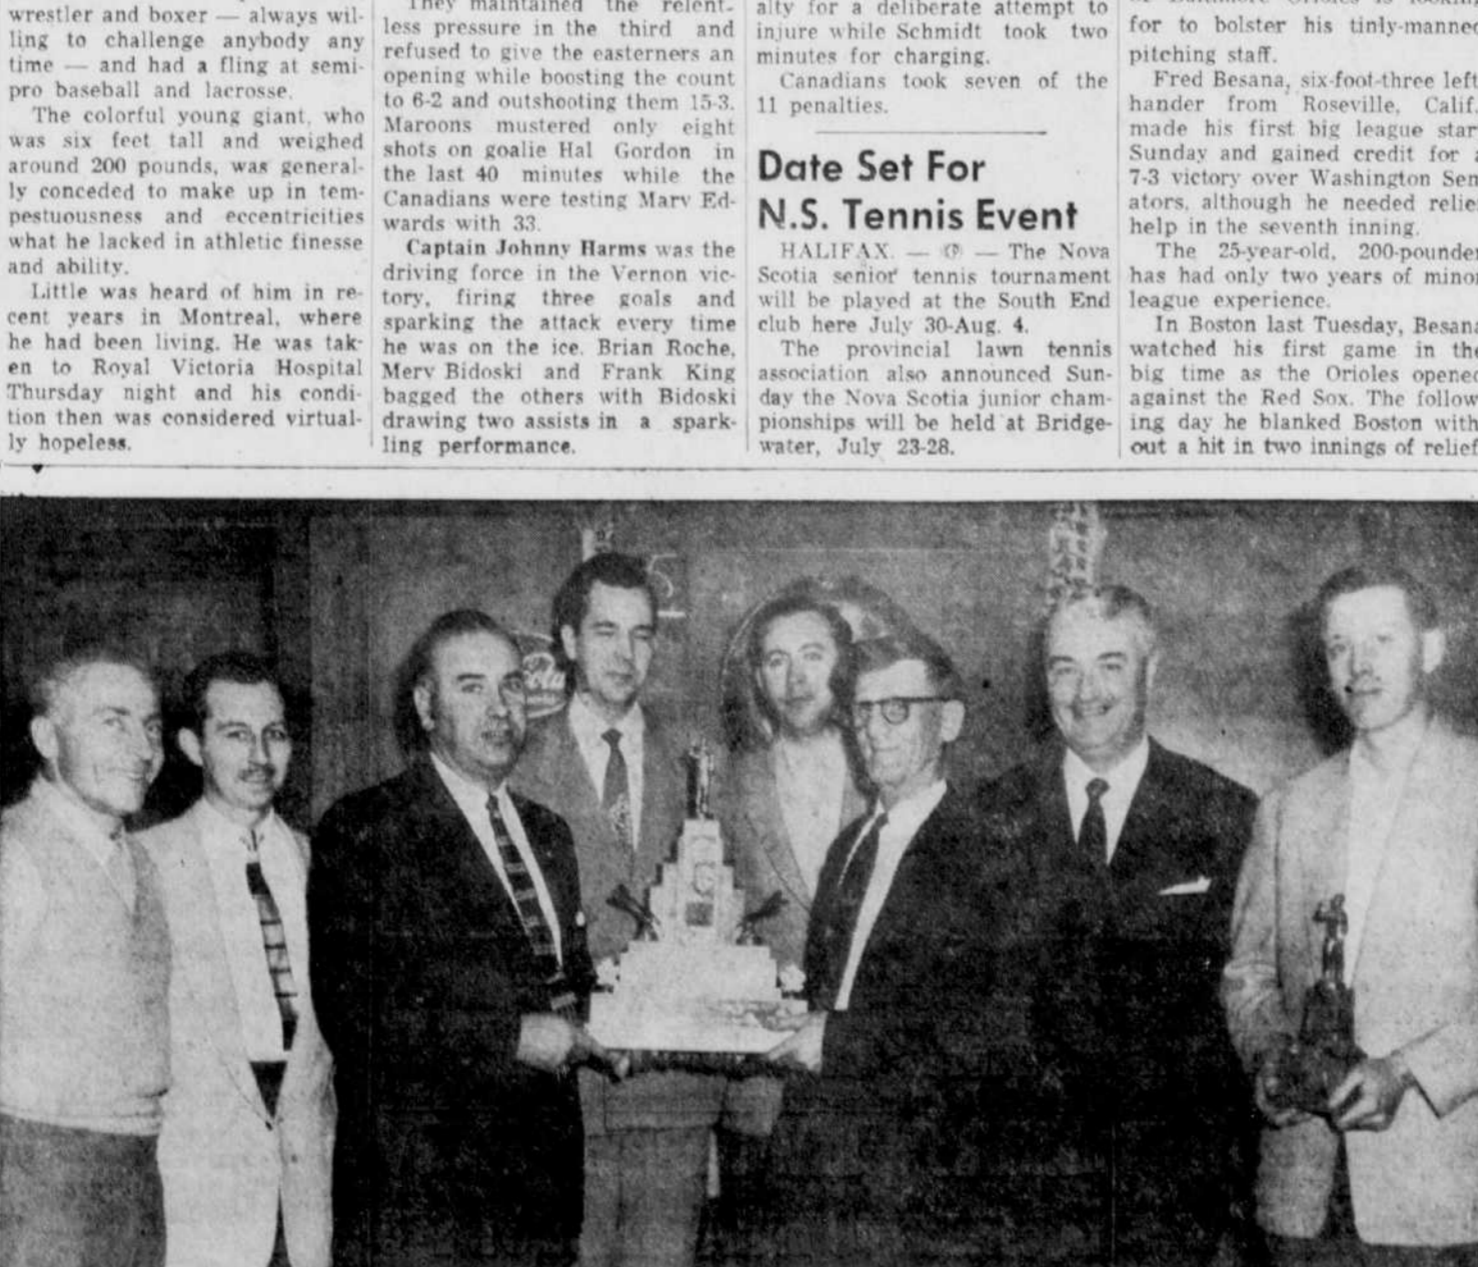 wrestler and boxer — always wil-
ling to challenge anybody any
time — and had a fling at semi-
pro baseball and lacrosse.
The colorful young giant, who
was six feet tall and weighed
around 200 pounds, was general-
ly conceded to make up in tem-
pestuousness and eccentricities
what he lacked in athletic finesse
and ability.
Little was heard of him in re-
cent years in Montreal, where
he had been living. He was tak-
en to Royal Victoria Hospital
Thursday night and his condi-
tion then was considered virtual-
ly hopeless.
They maintained the relent-
less pressure in the third and
refused to give the easterners an
opening while boosting the count
to 6-2 and outshooting them 15-3.
Maroons mustered only eight
shots on goalie Hal Gordon in
the last 40 minutes while the
Canadians were testing Marv Ed-
wards with 33.
Captain Johnny Harms was the
driving force in the Vernon vic-
tory, firing three goals and
sparking the attack every time
he was on the ice. Brian Roche,
Merv Bidoski and Frank King
bagged the others with Bidoski
drawing two assists in a spark-
ling performance.
alty for a deliberate attempt to
injure while Schmidt took two
minutes for charging.
Canadians took seven of the
11 penalties.
Date Set For
N.S. Tennis Event
HALIFAX. — CP — The Nova
Scotia senior tennis tournament
will be played at the South End
club here July 30-Aug. 4.
The provincial lawn tennis
association also announced Sun-
day the Nova Scotia junior cham-
pionships will be held at Bridge-
water, July 23-28.
for to bolster his tinly-manned
pitching staff.
Fred Besana, six-foot-three left
hander from Roseville, Calif.
made his first big league star
Sunday and gained credit for a
7-3 victory over Washington Sen
ators, although he needed relie
help in the seventh inning.
The 25-year-old, 200-pounder
has had only two years of minor
league experience.
In Boston last Tuesday, Besana
watched his first game in the
big time as the Orioles opened
against the Red Sox. The follow
ing day he blanked Boston with
out a hit in two innings of relief
Cola